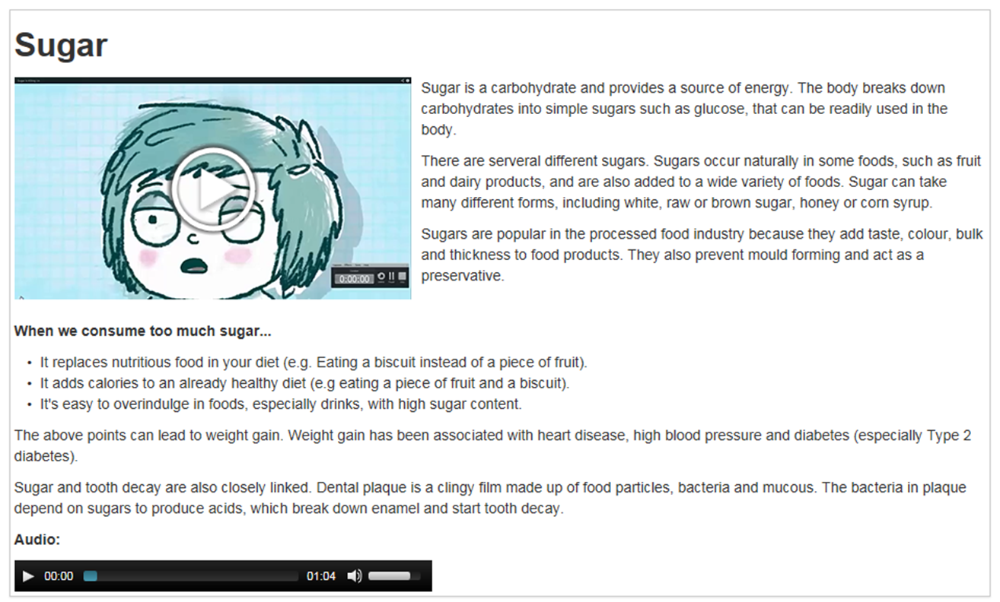 Sugar
Sugar is a carbohydrate and provides a source of energy. The body breaks down
carbohydrates into simple sugars such as glucose, that can be readily used in the
body.
There are serveral different sugars. Sugars occur naturally in some foods, such as fruit
and dairy products, and are also added to a wide variety of foods. Sugar can take
many different forms, including white, raw or brown sugar, honey or corn syrup.
Sugars are popular in the processed food industry because they add taste, colour, bulk
and thickness to food products. They also prevent mould forming and act as a
preservative.
0:00:00
When we consume too much sugar...
• It replaces nutritious food in your diet (e.g. Eating a biscuit instead of a piece of fruit).
• It adds calories to an already healthy diet (e.g eating a piece of fruit and a biscuit).
• It's easy to overindulge in foods, especially drinks, with high sugar content.
The above points can lead to weight gain. Weight gain has been associated with heart disease, high blood pressure and diabetes (especially Type 2
diabetes).
Sugar and tooth decay are also closely linked. Dental plaque is a clingy film made up of food particles, bacteria and mucous. The bacteria in plaque
depend on sugars to produce acids, which break down enamel and start tooth decay.
Audio:
00:00 01:04